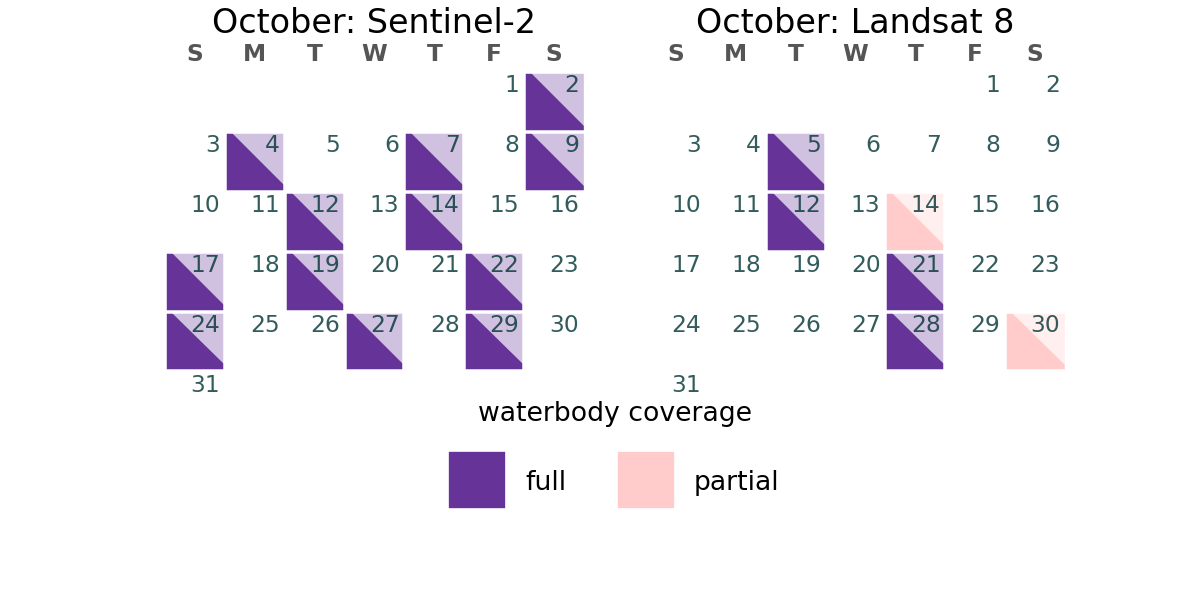 October: Sentinel-2
S M T W T F S
1 2
3 4 5 6 7 8 9
10 11 12 13 14 15 16
17 18 19 20 21 22 23
24 25 26 27 28 29 30
31
October: Landsat 8
S M T W T F S
1 2
3 4 5 6 7 8 9
10 11 12 13 14 15 16
17 18 19 20 21 22 23
24 25 26 27 28 29 30
31
waterbody coverage
full
partial